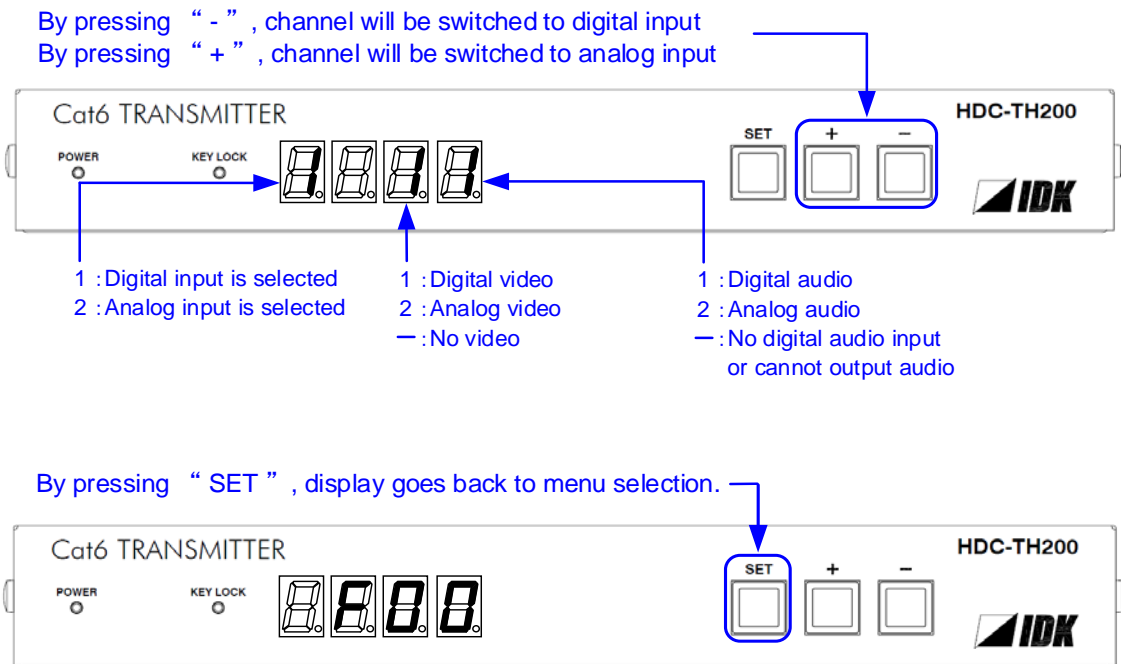 By pressing “ - ” , channel will be switched to digital input
By pressing “ + ” , channel will be switched to analog input
Cat6 TRANSMITTER
HDC-TH200
POWER
KEY LOCK
1 11
SET
+
−
IDK
1 : Digital input is selected
2 : Analog input is selected
1 : Digital video
2 : Analog video
— : No video
1 : Digital audio
2 : Analog audio
— : No digital audio input
or cannot output audio
By pressing “ SET ” , display goes back to menu selection.
Cat6 TRANSMITTER
HDC-TH200
POWER
KEY LOCK
F00
SET
+
−
IDK